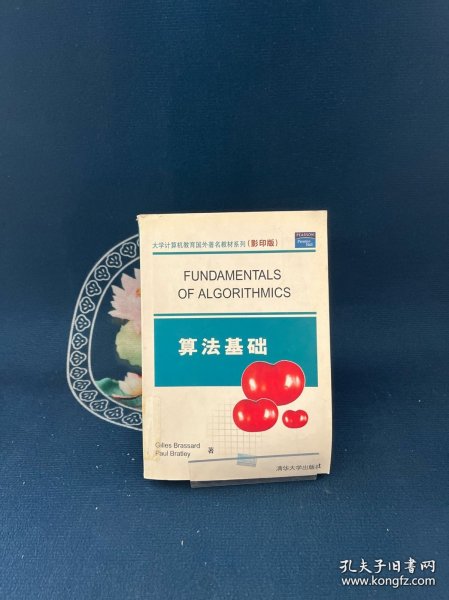 大学计算机教育国外著名教材系列(影印版)
PEARSON
Prentice
Hall
FUNDAMENTALS
OF ALGORITHMICS
算法基础
Gilles Brassard
Paul Bratley
著
清华大学出版社
孔夫子旧书网
www.kongfz.com